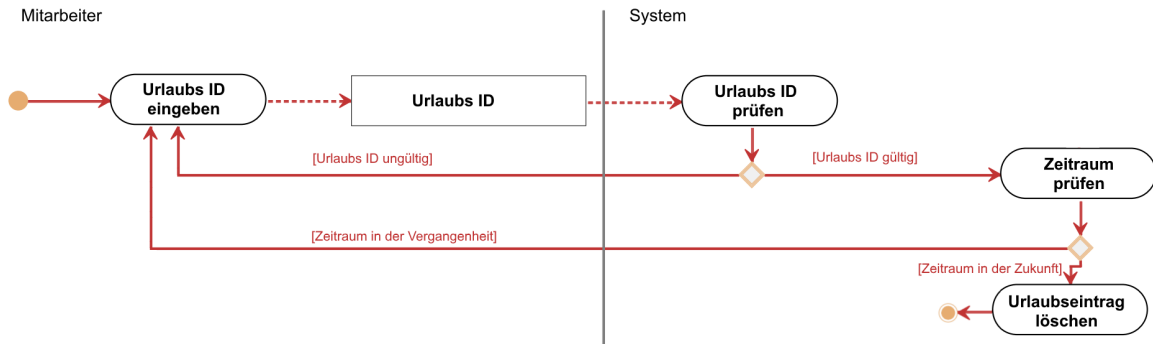 Mitarbeiter
System
Urlaubs ID
eingeben
Urlaubs ID
Urlaubs ID
prüfen
[Urlaubs ID ungültig]
[Urlaubs ID gültig]
Zeitraum
prüfen
[Zeitraum in der Vergangenheit]
[Zeitraum in der Zukunft]
Urlaubseintrag
löschen